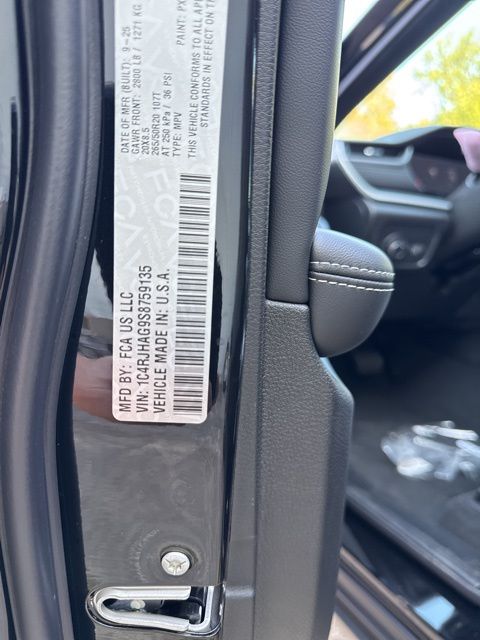 MFD BY: FCA US LLC
VIN: 1C4RJHAG9S8759135
VEHICLE MADE IN: U.S.A.
DATE OF MFR (BUILT): 9-25
GAWR FRONT: 2800 LB / 1271 KG.
20X8.5
265/50R20 107T
AT 250 kPa / 36 PSI
TYPE: MPV
PAINT: PX
THIS VEHICLE CONFORMS TO ALL APP
STANDARDS IN EFFECT ON T